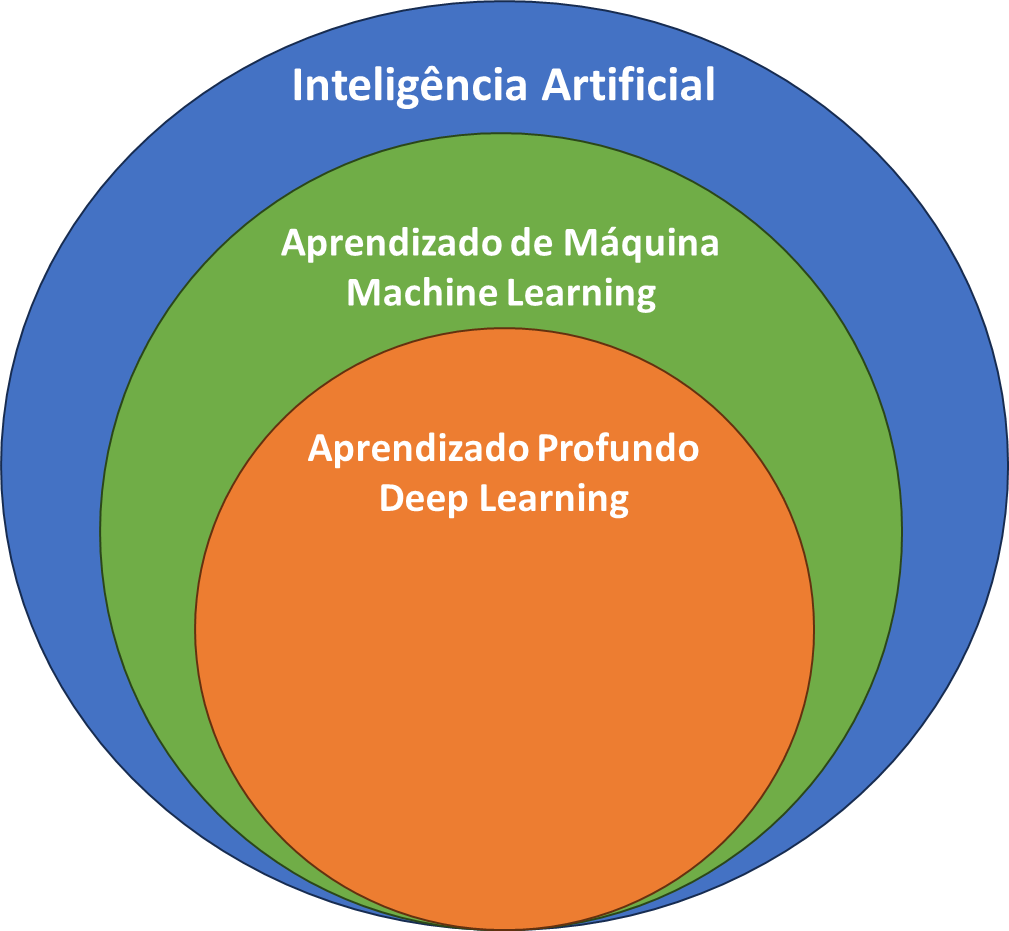 Inteligência Artificial
Aprendizado de Máquina
Machine Learning
Aprendizado Profundo
Deep Learning